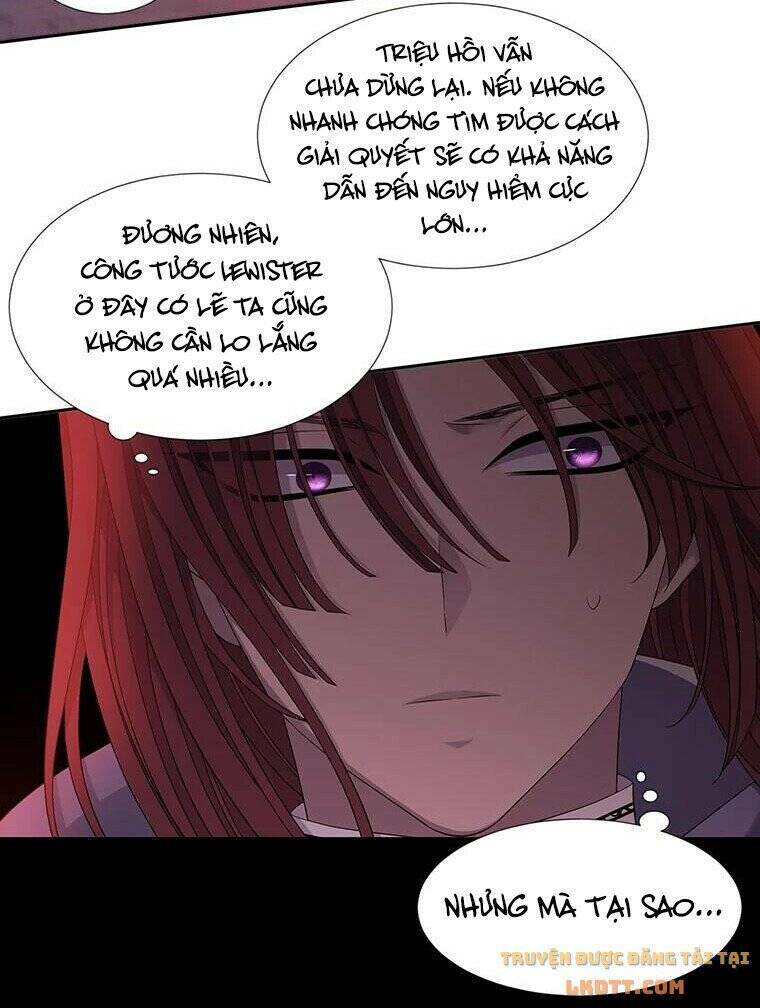 TRIỆU HỒI VẪN
CHƯA DỪNG LẠI. NẾU KHÔNG
NHANH CHÓNG TÌM ĐƯỢC CÁCH
GIẢI QUYẾT SẼ CÓ KHẢ NĂNG
DẪN ĐẾN NGUY HIỂM CỰC
LỚN...
ĐƯƠNG NHIÊN,
CÔNG TƯỚC LEWISTER
Ở ĐÂY CÓ LẼ TA CŨNG
KHÔNG CẦN LO LẮNG
QUÁ NHIỀU...
NHƯNG MÀ TẠI SAO...
TRUYỆN ĐƯỢC ĐĂNG TẢI TẠI
LKDTT.COM